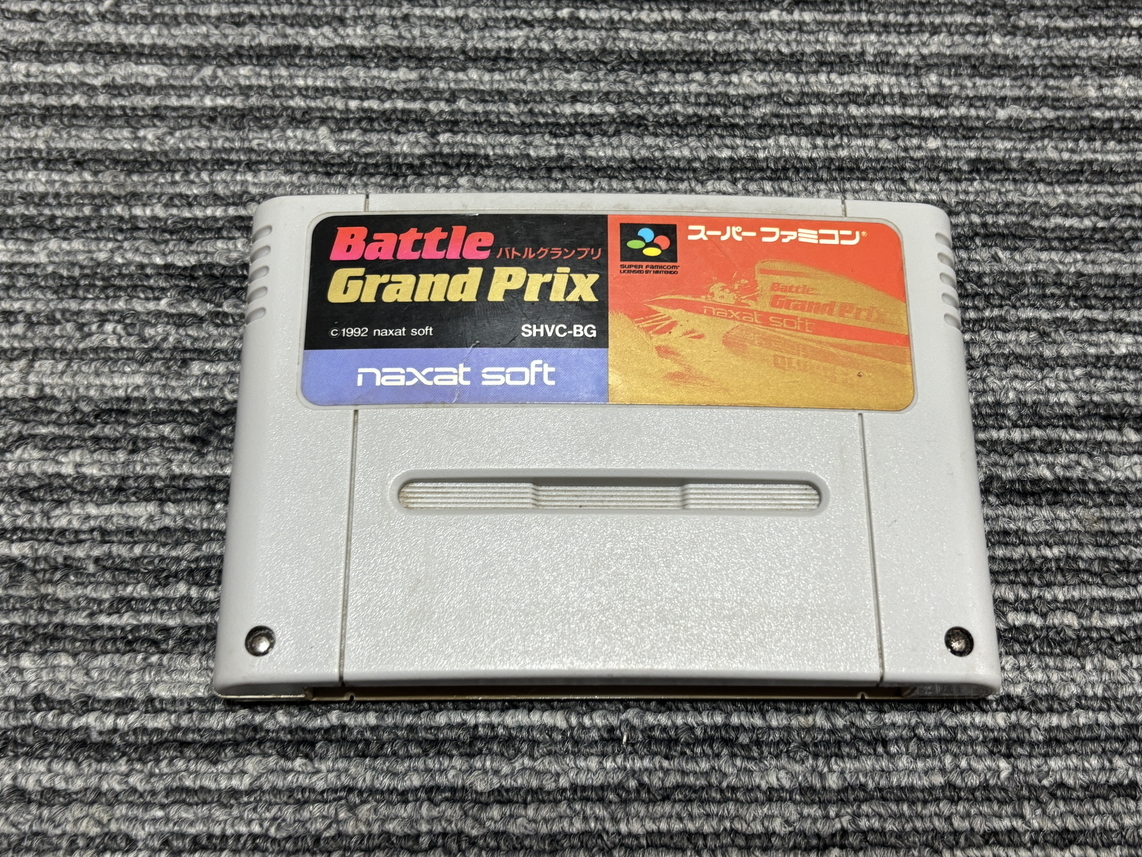 Battle
バトルグランプリ
Grand Prix
©1992 naxat soft
SHVC-BG
naxat soft
スーパーファミコン®
SUPER FAMICOM™
LICENSED BY NINTENDO
Battle
Grand Prix
naxat soft